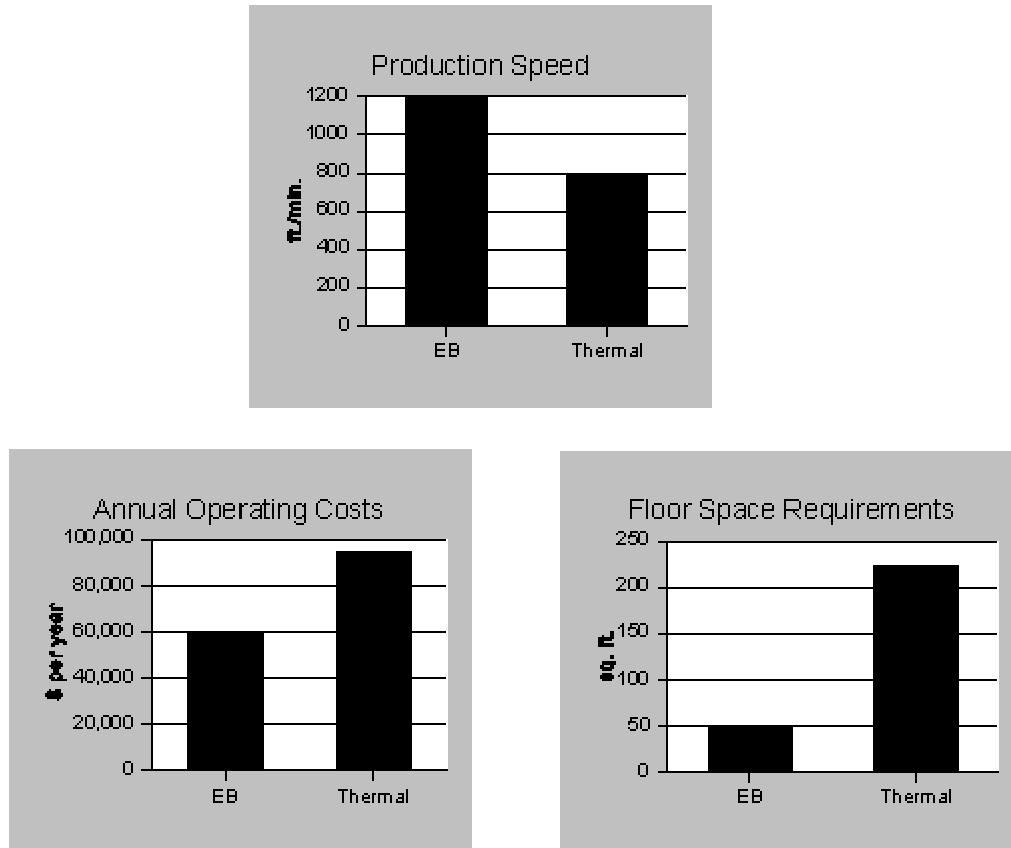 Production Speed
1200
1000
800
600
400
200
0
ft./min.
EB
Thermal
Annual Operating Costs
100,000
80,000
60,000
40,000
20,000
0
$ per year
EB
Thermal
Floor Space Requirements
250
200
150
100
50
0
sq. ft.
EB
Thermal